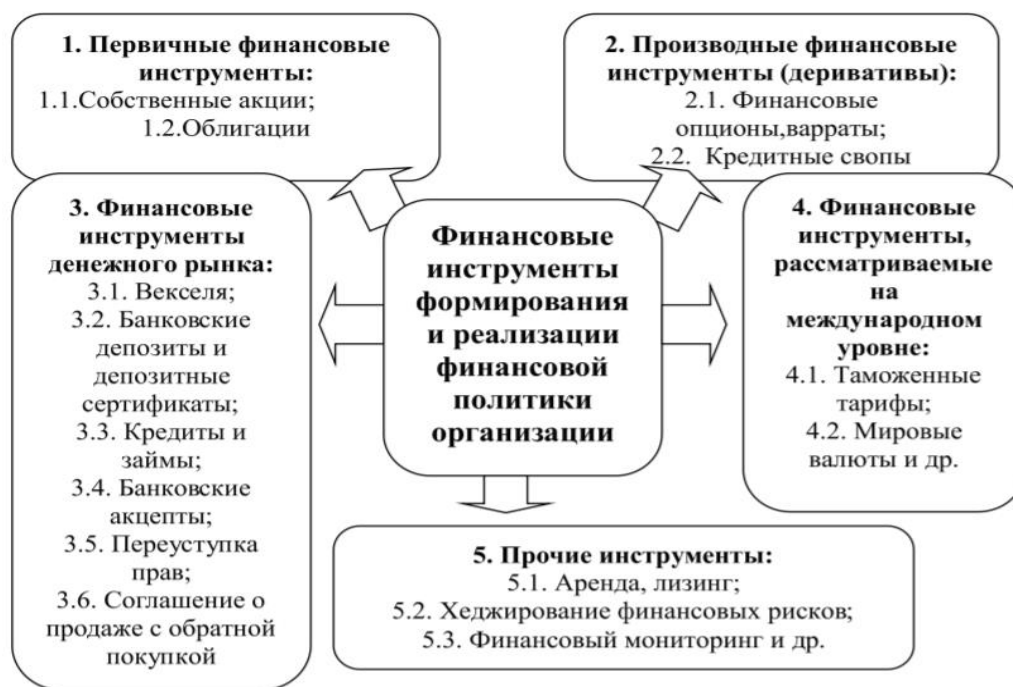 1. Первичные финансовые
инструменты:
1.1.Собственные акции;
1.2.Облигации
2. Производные финансовые
инструменты (деривативы):
2.1. Финансовые
опционы,варраты;
2.2. Кредитные свопы
3. Финансовые
инструменты
денежного рынка:
3.1. Векселя;
3.2. Банковские
депозиты и
депозитные
сертификаты;
3.3. Кредиты и
займы;
3.4. Банковские
акцепты;
3.5. Переуступка
прав;
3.6. Соглашение о
продаже с обратной
покупкой
Финансовые
инструменты
формирования
и реализации
финансовой
политики
организации
4. Финансовые
инструменты,
рассматриваемые
на
международном
уровне:
4.1. Таможенные
тарифы;
4.2. Мировые
валюты и др.
5. Прочие инструменты:
5.1. Аренда, лизинг;
5.2. Хеджирование финансовых рисков;
5.3. Финансовый мониторинг и др.